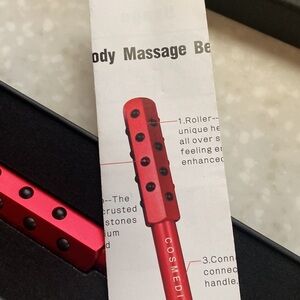 ody Massage Be
1.Roller--
unique he
all over s
feeling en
enhanced
--The
crusted
stones
um
d
COSMEDI
3.Conn
connec
handle.